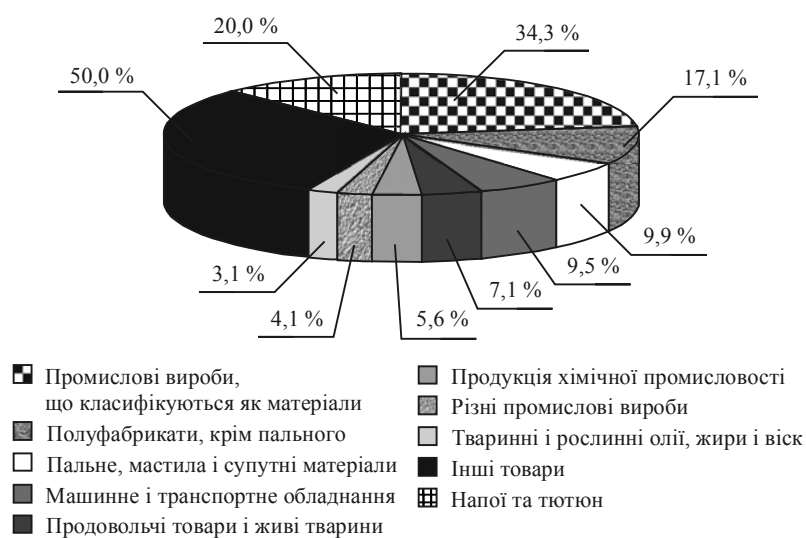 20,0 %
34,3 %
50,0 %
17,1 %
9,9 %
3,1 %
9,5 %
7,1 %
4,1 %
5,6 %
Промислові вироби,
що класифікуються як матеріали
Полуфабрикати, крім пального
Пальне, мастила і супутні матеріали
Машинне і транспортне обладнання
Продовольчі товари і живі тварини
Продукція хімічної промисловості
Різні промислові вироби
Тваринні і рослинні олії, жири і віск
Інші товари
Напої та тютюн